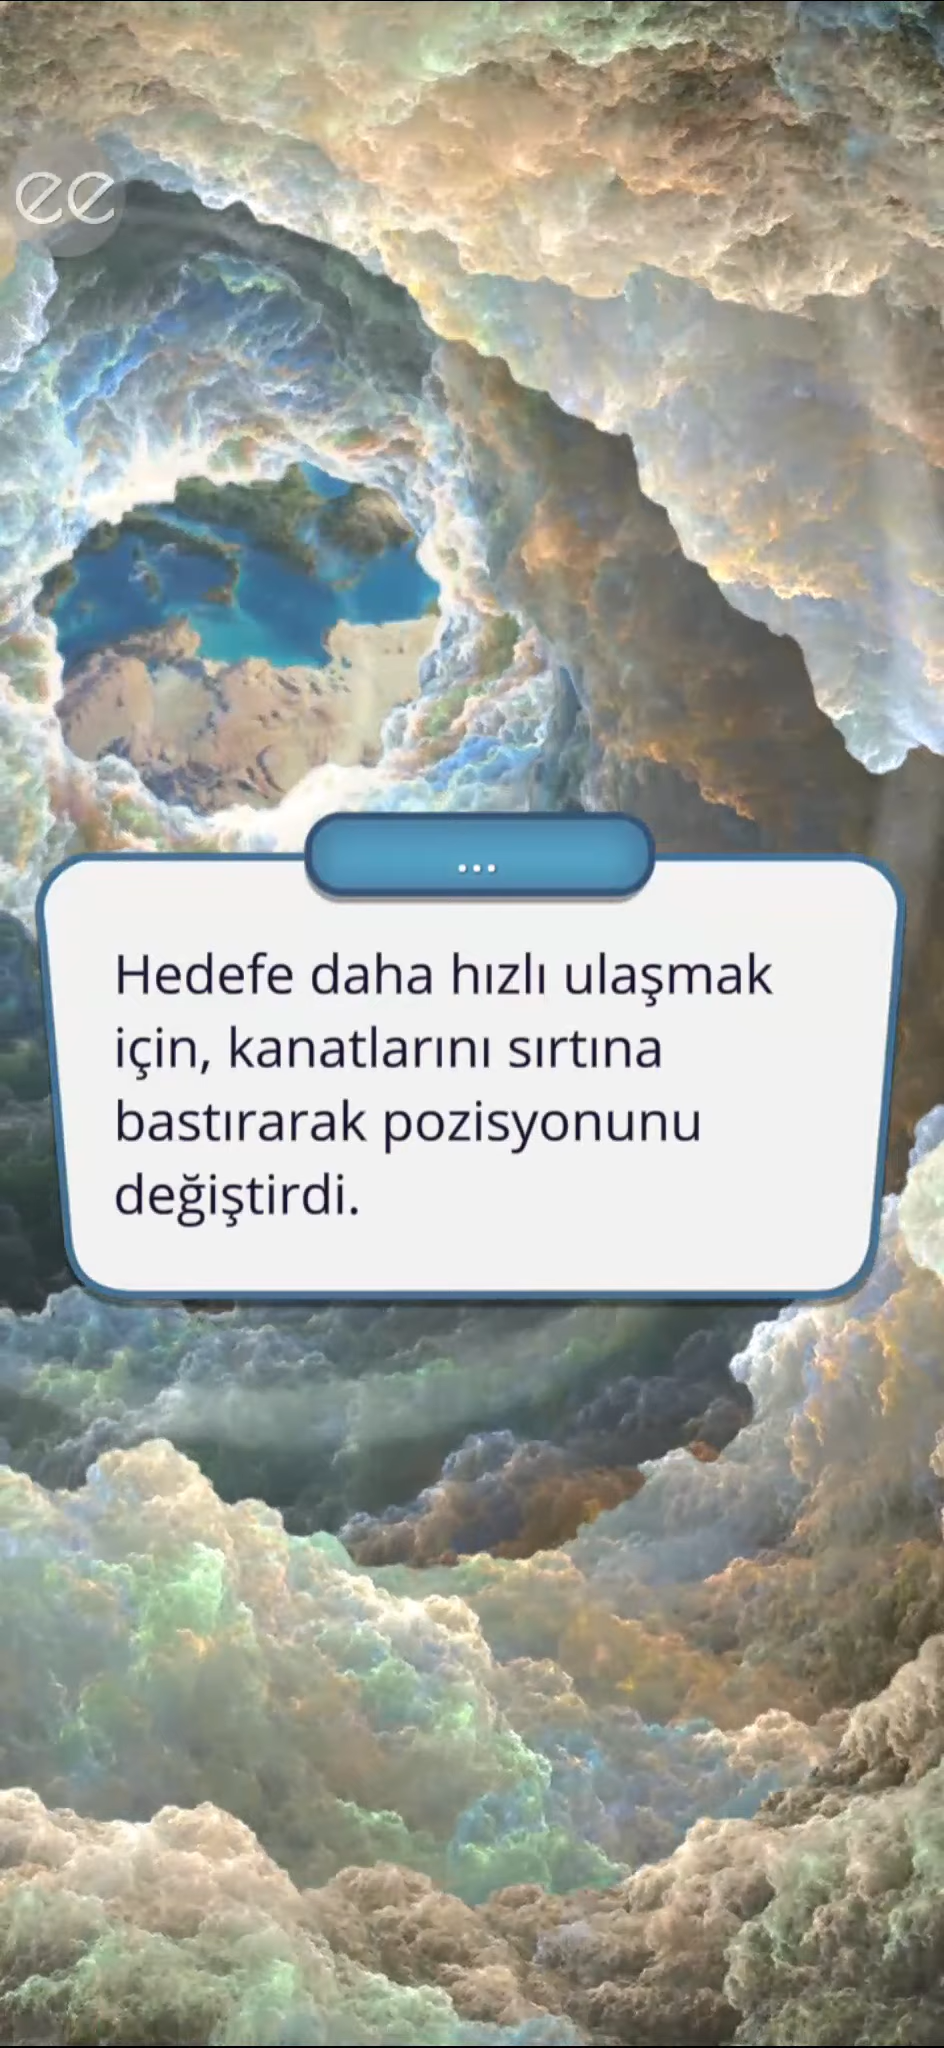 ee
...
Hedefe daha hızlı ulaşmak
için, kanatlarını sırtına
bastırarak pozisyonunu
değiştirdi.